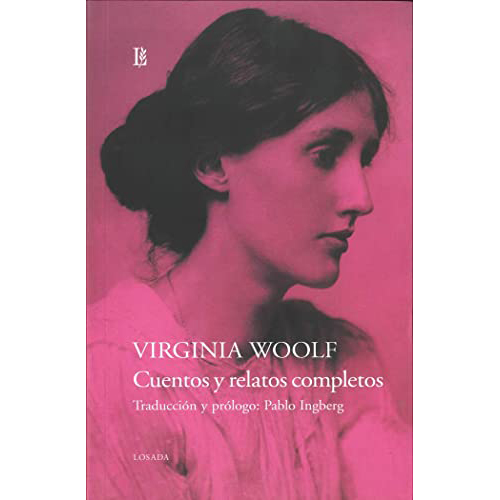 VIRGINIA WOOLF
Cuentos y relatos completos
Traducción y prólogo: Pablo Ingberg
LOSADA